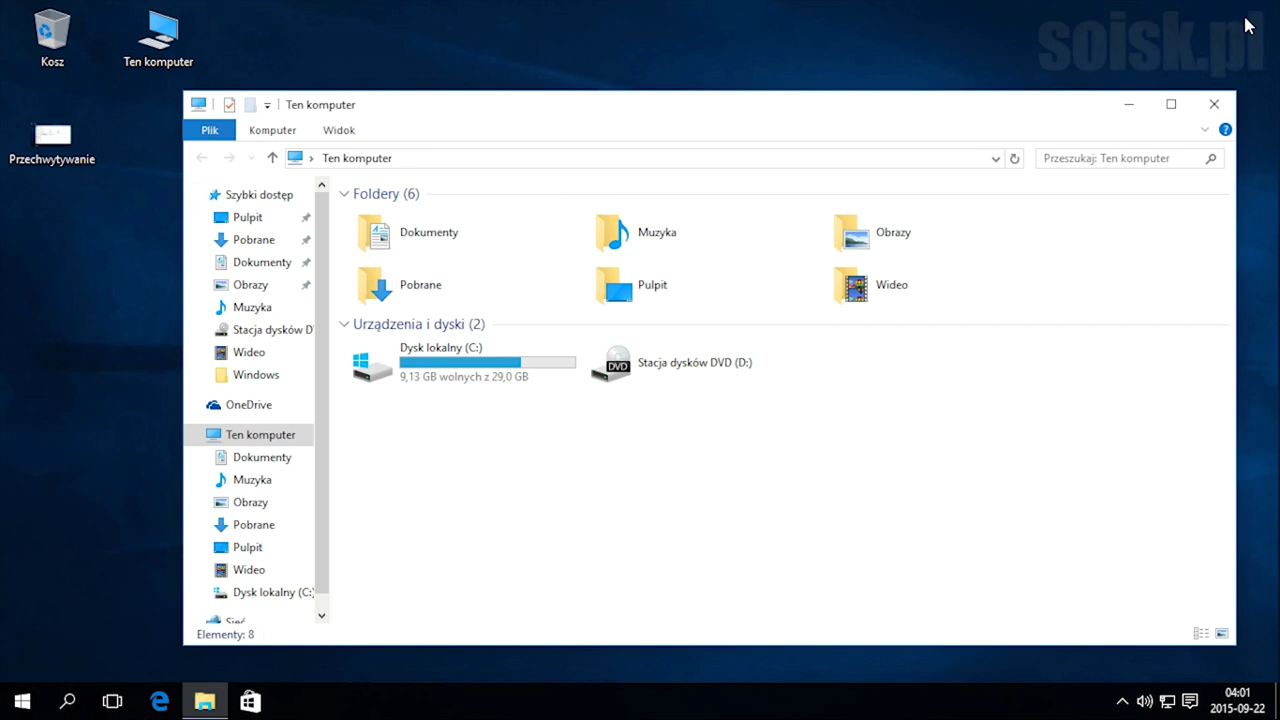 soisk.pl
Kosz
Ten komputer
Przechwytywanie
Ten komputer
Plik Komputer Widok
Ten komputer
Przeszukaj: Ten komputer
Szybki dostęp
Pulpit
Pobrane
Dokumenty
Obrazy
Muzyka
Stacja dysków D
Wideo
Windows
OneDrive
Ten komputer
Dokumenty
Muzyka
Obrazy
Pobrane
Pulpit
Wideo
Dysk lokalny (C:)
Sieć
Foldery (6)
Dokumenty
Muzyka
Obrazy
Pobrane
Pulpit
Wideo
Urządzenia i dyski (2)
Dysk lokalny (C:)
9,13 GB wolnych z 29,0 GB
DVD
Stacja dysków DVD (D:)
Elementy: 8
04:01
2015-09-22